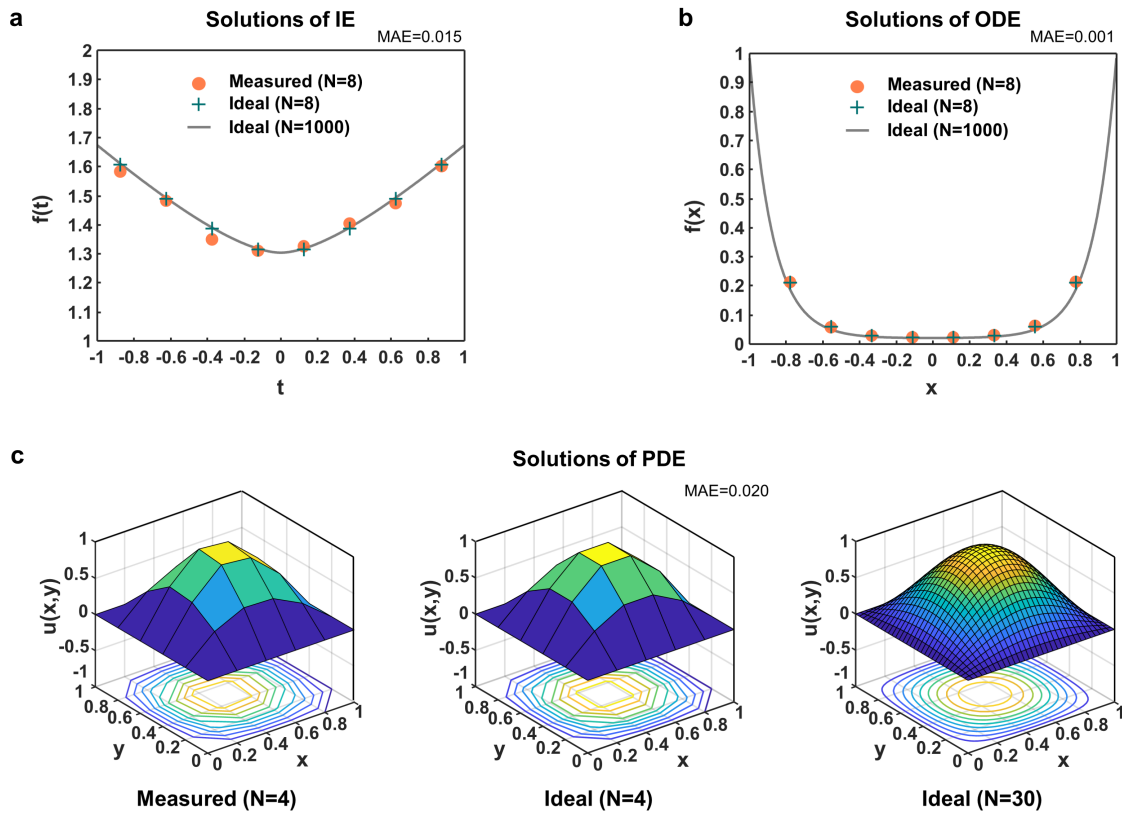 a
Solutions of IE
MAE=0.015
2
1.9
1.8
1.7
1.6
1.5
1.4
1.3
1.2
1.1
1
f(t)
Measured (N=8)
Ideal (N=8)
Ideal (N=1000)
-1 -0.8 -0.6 -0.4 -0.2 0 0.2 0.4 0.6 0.8 1
t
b
Solutions of ODE
MAE=0.001
1
0.9
0.8
0.7
0.6
0.5
0.4
0.3
0.2
0.1
0
f(x)
Measured (N=8)
Ideal (N=8)
Ideal (N=1000)
-1 -0.8 -0.6 -0.4 -0.2 0 0.2 0.4 0.6 0.8 1
x
c
Solutions of PDE
MAE=0.020
1
0.5
0
-0.5
-1
u(x,y)
1
0.8
0.6
0.4
0.2
0
y
0
0.2
0.4
0.6
0.8
1
x
Measured (N=4)
1
0.5
0
-0.5
-1
u(x,y)
1
0.8
0.6
0.4
0.2
0
y
0
0.2
0.4
0.6
0.8
1
x
Ideal (N=4)
1
0.5
0
-0.5
-1
u(x,y)
1
0.8
0.6
0.4
0.2
0
y
0
0.2
0.4
0.6
0.8
1
x
Ideal (N=30)